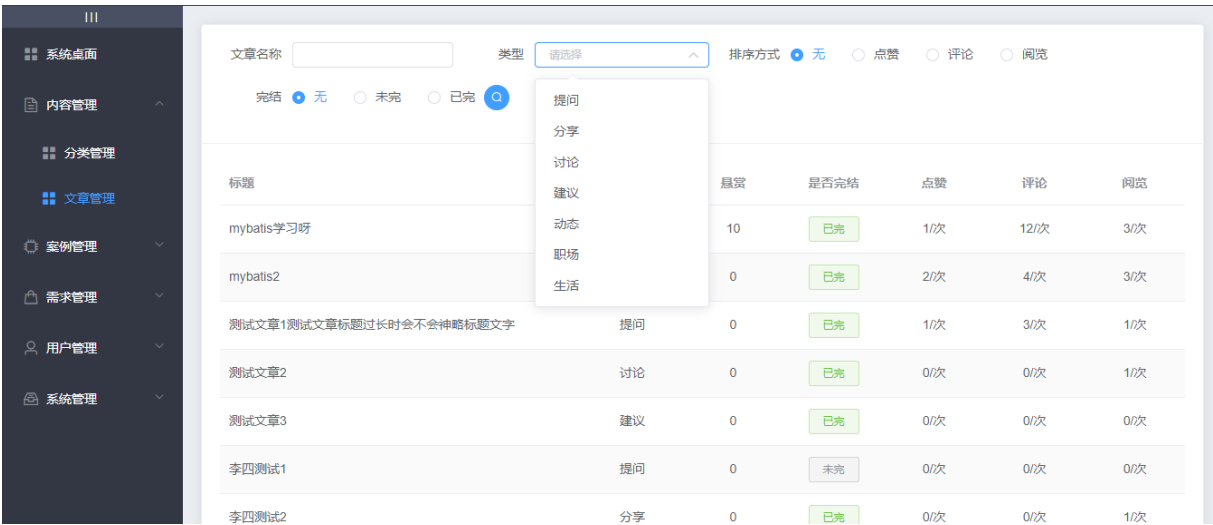 系统桌面
内容管理
分类管理
文章管理
案例管理
需求管理
用户管理
系统管理
文章名称 类型 请选择 排序方式 无 点赞 评论 阅览
完结 无 未完 已完
提问
分享
讨论
建议
动态
职场
生活
标题 悬赏 是否完结 点赞 评论 阅览
mybatis学习呀 10 已完 1//次 12//次 3//次
mybatis2 0 已完 2//次 4//次 3//次
测试文章1测试文章标题过长时会不会神略标题文字 提问 0 已完 1//次 3//次 1//次
测试文章2 讨论 0 已完 0//次 0//次 1//次
测试文章3 建议 0 已完 0//次 0//次 0//次
李四测试1 提问 0 未完 0//次 0//次 0//次
李四测试2 分享 0 已完 0//次 0//次 1//次